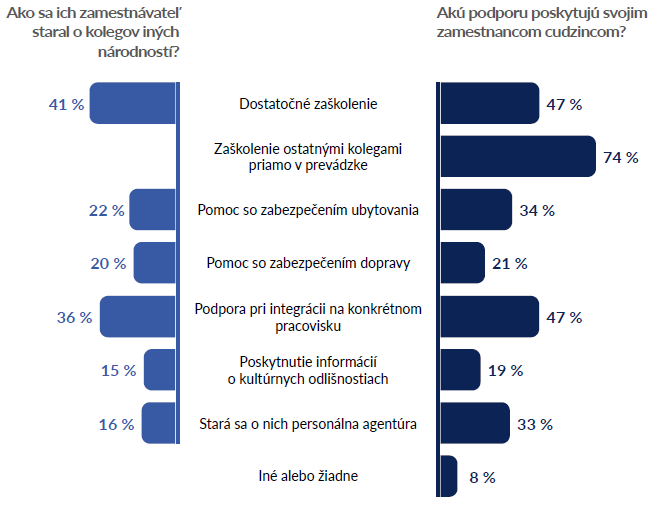 Ako sa ich zamestnávateľ
staral o kolegov iných
národností?
Akú podporu poskytujú svojim
zamestnancom cudzincom?
41 %
Dostatočné zaškolenie
47 %
Zaškolenie ostatnými kolegami
priamo v prevádzke
74 %
22 %
Pomoc so zabezpečením ubytovania
34 %
20 %
Pomoc so zabezpečením dopravy
21 %
36 %
Podpora pri integrácii na konkrétnom
pracovisku
47 %
15 %
Poskytnutie informácií
o kultúrnych odlišnostiach
19 %
16 %
Stará sa o nich personálna agentúra
33 %
Iné alebo žiadne
8 %